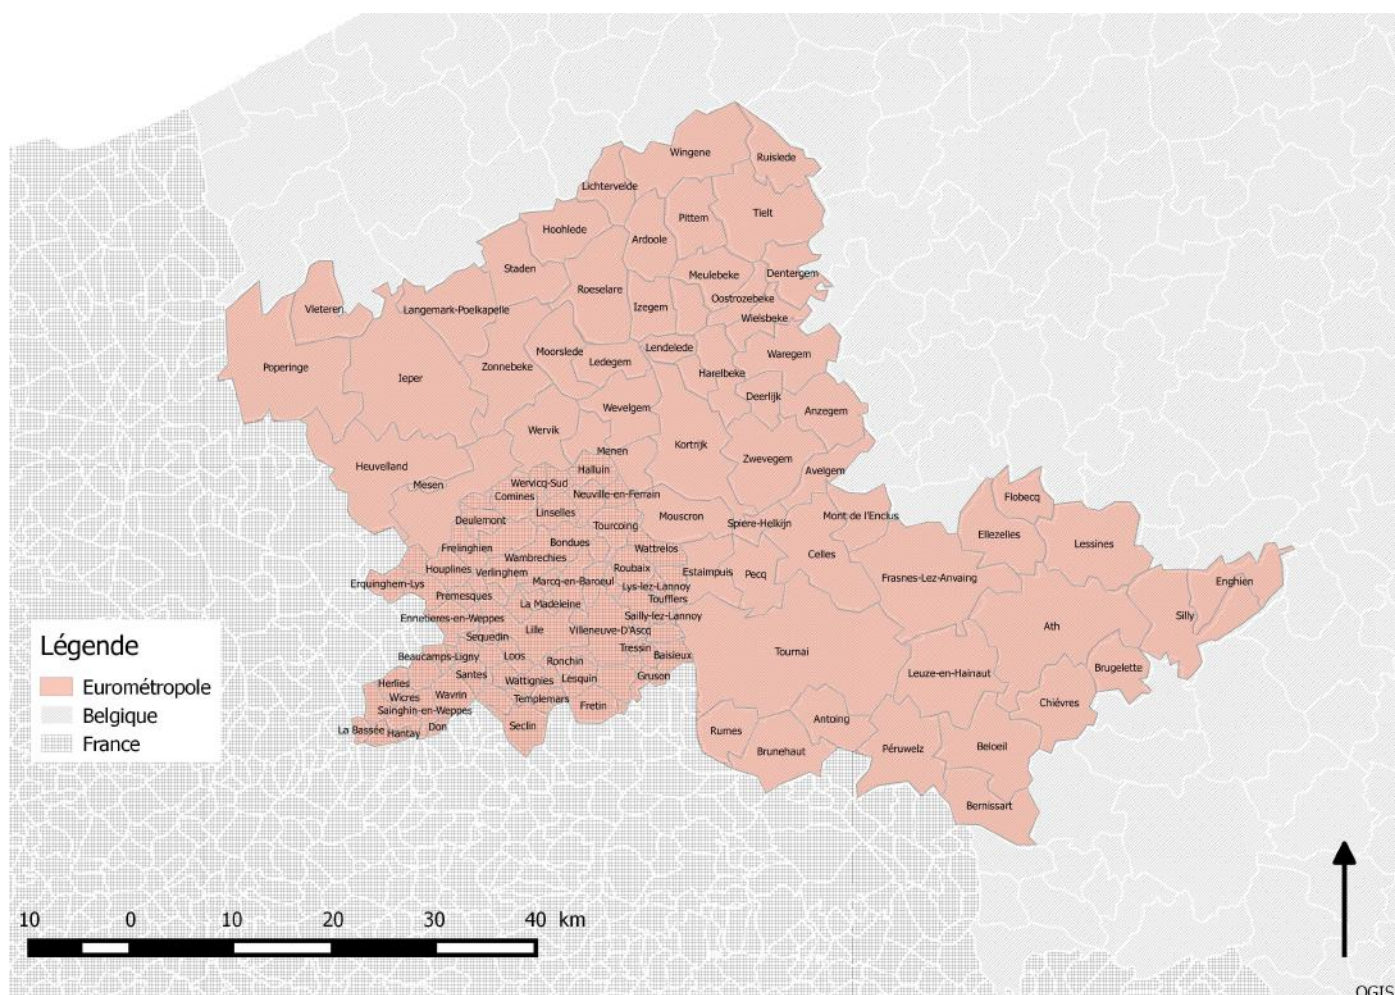 Wingene
Ruislede
Lichtervelde
Tielt
Pittem
Hoohlede
Ardoole
Staden
Meulebeke
Dentergem
Roeselare
Oostrozebeke
Izegem
Vleteren
Langemark-Poelkapelle
Wielsbeke
Lendelede
Moorslede
Waregem
Ledegem
Poperinge
Zonnebeke
Harelbeke
Ieper
Deerlijk
Wevelgem
Anzegem
Wervik
Kortrijk
Menen
Zwevegem
Heuvelland
Halluin
Avelgem
Wervicq-Sud
Mesen
Comines
Neuville-en-Ferrain
Flobecq
Linselles
Mouscron
Mont de l'Enclus
Deulemont
Tourcoing
Spiere-Helkijn
Ellezelles
Bondues
Lessines
Frelinghien
Wattrelos
Celles
Wambrechies
Houplines
Verlinghem
Roubaix
Estaimpuis
Pecq
Frasnes-Lez-Anvaing
Erquinghem-Lys
Marcq-en-Baroeul
Lys-lez-Lannoy
Enghien
Premesques
Toufflers
La Madeleine
Ennetieres-en-Weppes
Sailly-lez-Lannoy
Silly
Lille
Villeneuve-D'Ascq
Ath
Sequedin
Tressin
Tournai
Beaucamps-Ligny
Loos
Ronchin
Baisieux
Brugelette
Santes
Wattignies
Lesquin
Gruson
Leuze-en-Hainaut
Herlies
Wicres
Wavrin
Templemars
Fretin
Chiévres
Sainghin-en-Weppes
Antoing
La Bassée
Hantay
Don
Seclin
Rumes
Brunehaut
Péruwelz
Beloeil
Bernissart
Légende
Eurométropole
Belgique
France
10 0 10 20 30 40 km
QGIS